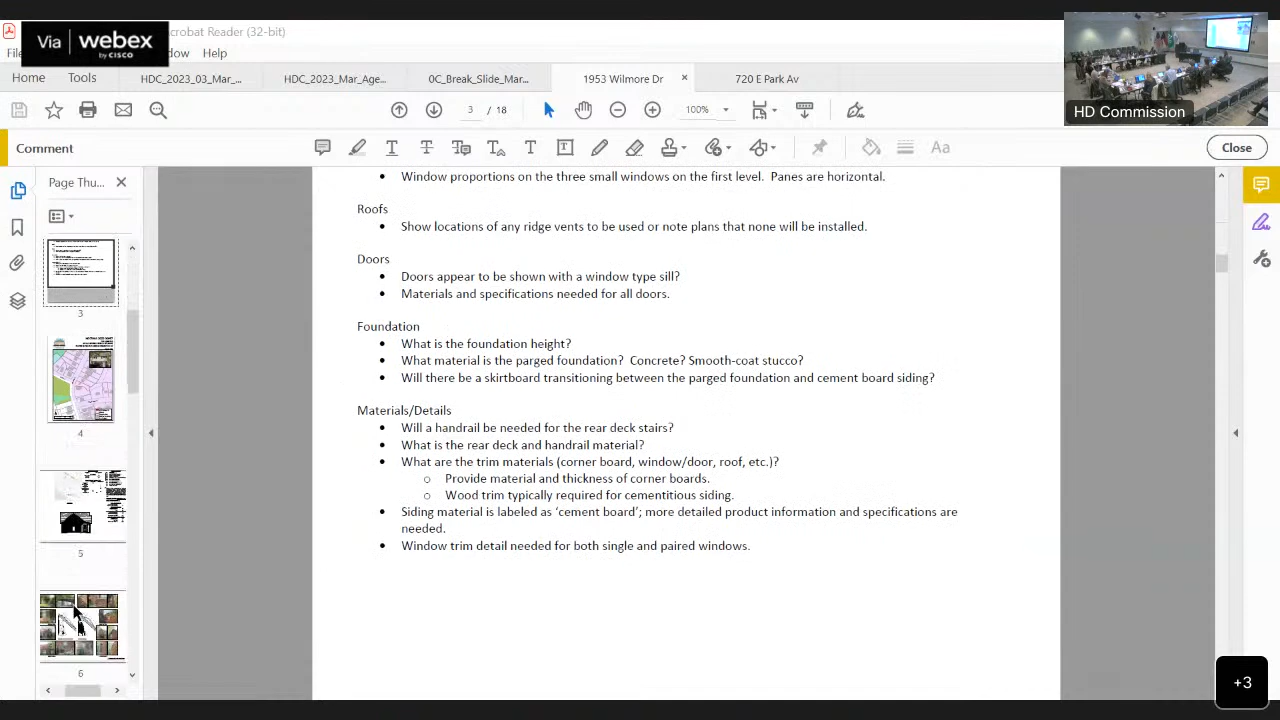 Via webex
by CISCO
crobat Reader (32-bit)
dow Help
Home Tools HDC_2023_03_Mar_... HDC_2023_Mar_Age... 0C_Break_Slide_Mar... 1953 Wilmore Dr × 720 E Park Av
3 / 18 100%
HD Commission
Comment
Aa
Close
Page Thu...
3
4
5
6
• Window proportions on the three small windows on the first level. Panes are horizontal.
Roofs
• Show locations of any ridge vents to be used or note plans that none will be installed.
Doors
• Doors appear to be shown with a window type sill?
• Materials and specifications needed for all doors.
Foundation
• What is the foundation height?
• What material is the parged foundation? Concrete? Smooth-coat stucco?
• Will there be a skirtboard transitioning between the parged foundation and cement board siding?
Materials/Details
• Will a handrail be needed for the rear deck stairs?
• What is the rear deck and handrail material?
• What are the trim materials (corner board, window/door, roof, etc.)?
o Provide material and thickness of corner boards.
o Wood trim typically required for cementitious siding.
• Siding material is labeled as ‘cement board’; more detailed product information and specifications are
needed.
• Window trim detail needed for both single and paired windows.
+3